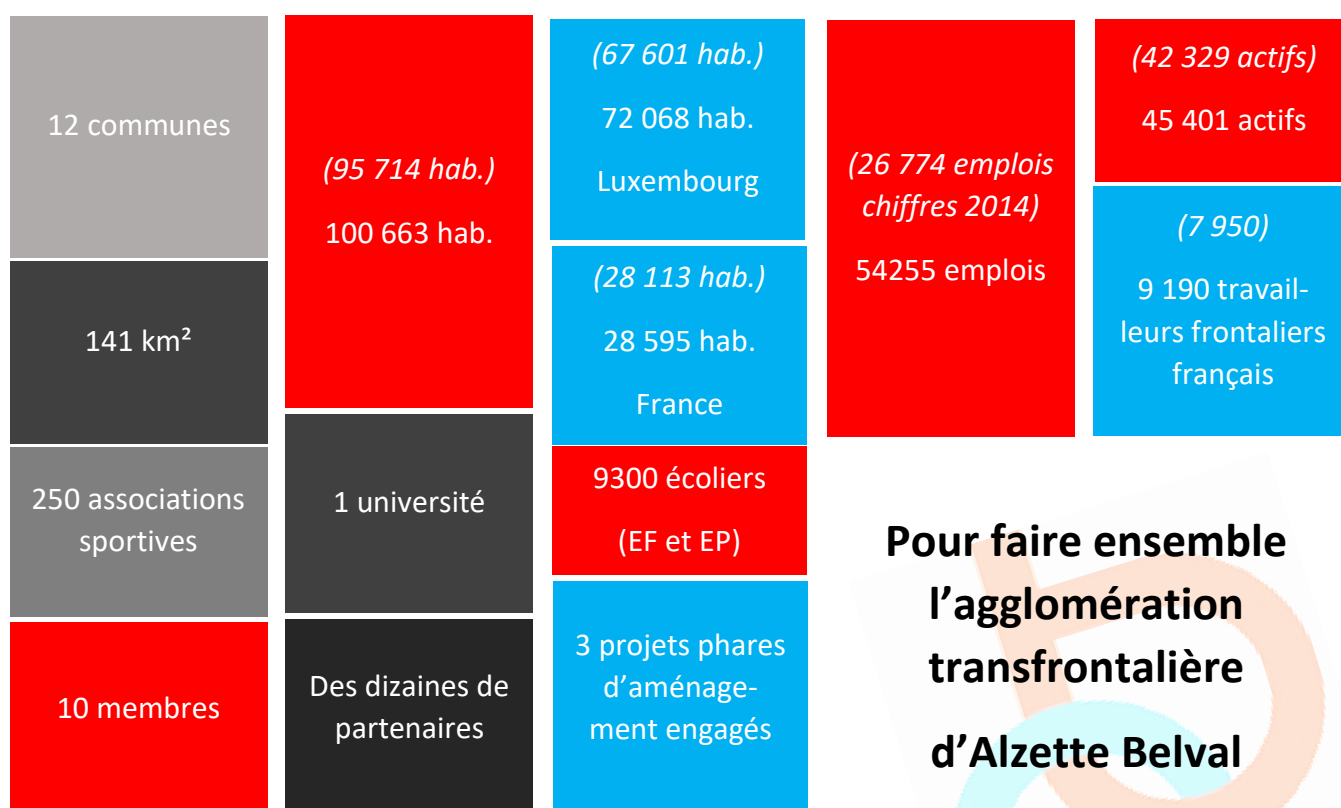 12 communes
141 km²
250 associations
sportives
10 membres
(95 714 hab.)
100 663 hab.
1 université
Des dizaines de
partenaires
(67 601 hab.)
72 068 hab.
Luxembourg
(28 113 hab.)
28 595 hab.
France
9300 écoliers
(EF et EP)
3 projets phares
d’aménage-
ment engagés
(26 774 emplois
chiffres 2014)
54255 emplois
(42 329 actifs)
45 401 actifs
(7 950)
9 190 travail-
leurs frontaliers
français
Pour faire ensemble
l’agglomération
transfrontalière
d’Alzette Belval